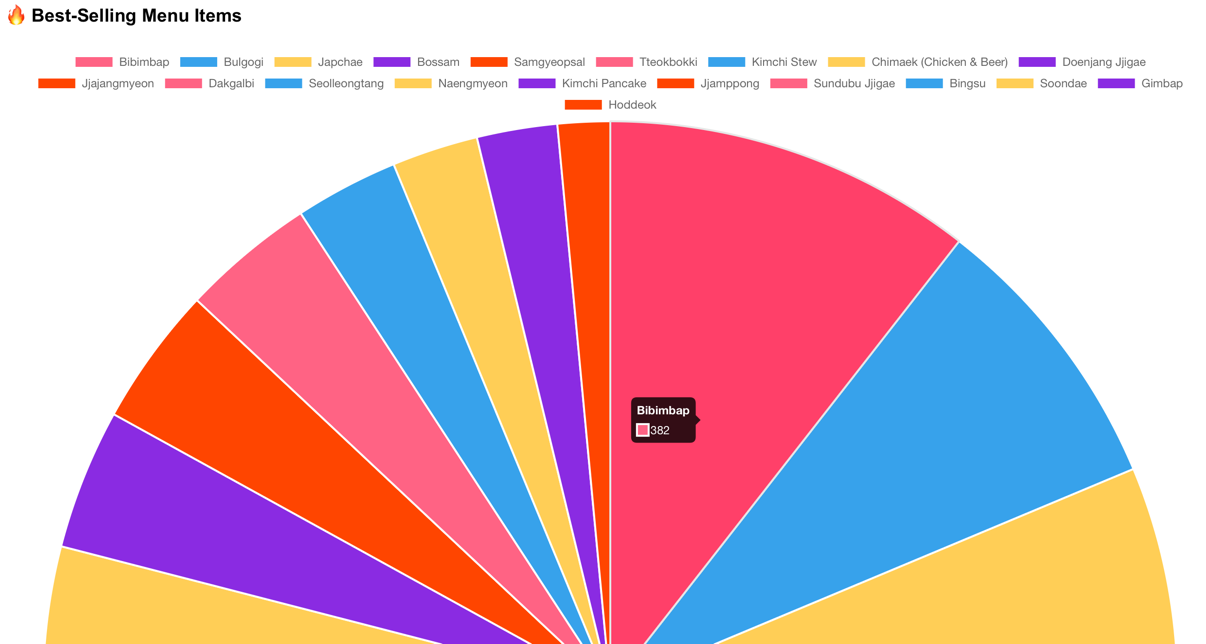 🔥 Best-Selling Menu Items
Bibimbap Bulgogi Japchae Bossam Samgyeopsal Tteokbokki Kimchi Stew Chimaek (Chicken & Beer) Doenjang Jjigae
Jjajangmyeon Dakgalbi Seolleongtang Naengmyeon Kimchi Pancake Jjamppong Sundubu Jjigae Bingsu Soondae Gimbap
Hoddeok
Bibimbap
382